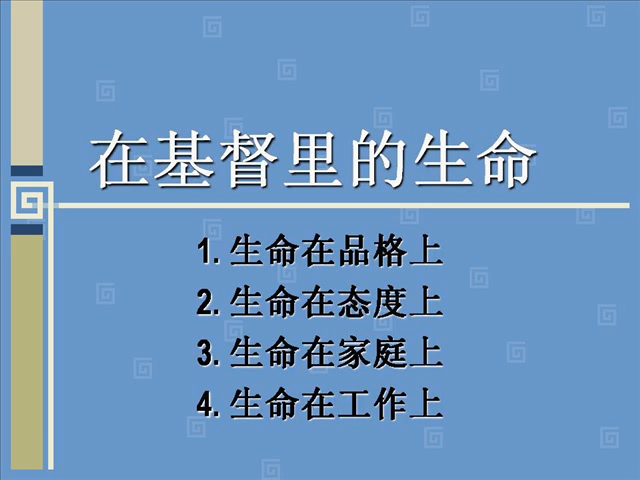 在基督里的生命
1. 生命在品格上
2. 生命在态度上
3. 生命在家庭上
4. 生命在工作上